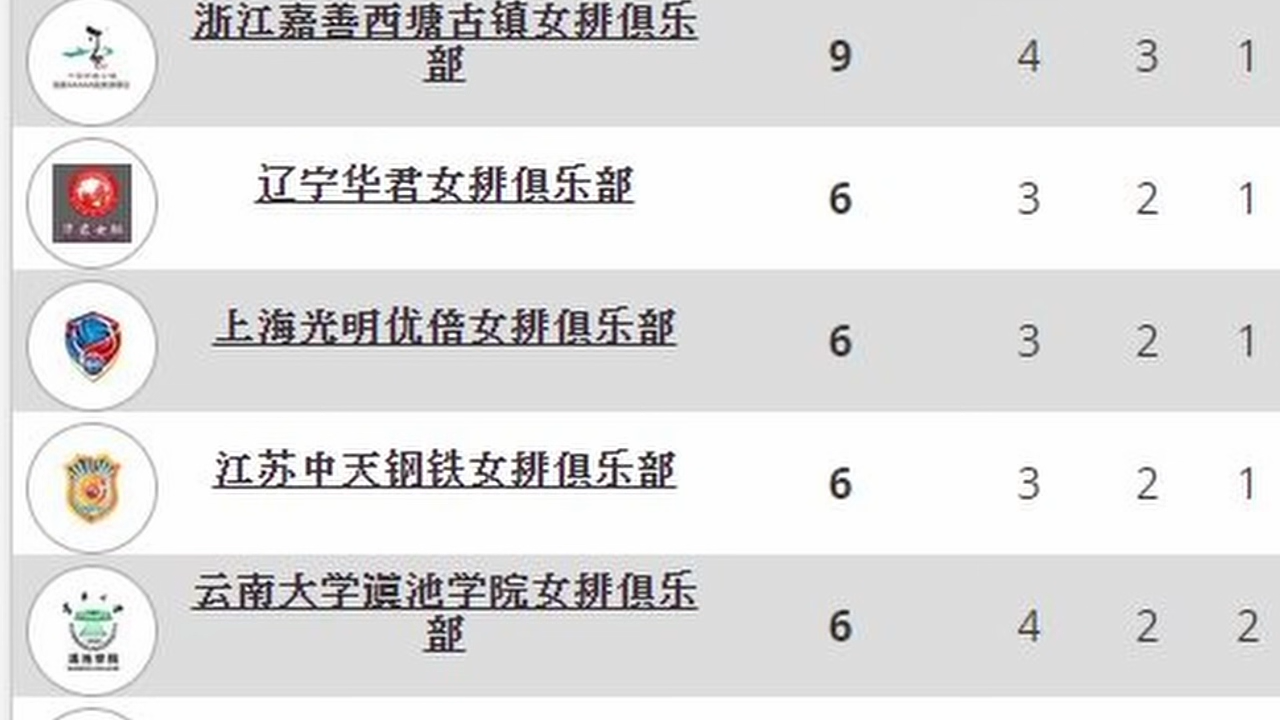 浙江嘉善西塘古镇女排俱乐
部
9 4 3 1
辽宁华君女排俱乐部
6 3 2 1
上海光明优倍女排俱乐部
6 3 2 1
江苏中天钢铁女排俱乐部
6 3 2 1
云南大学滇池学院女排俱乐
部
6 4 2 2